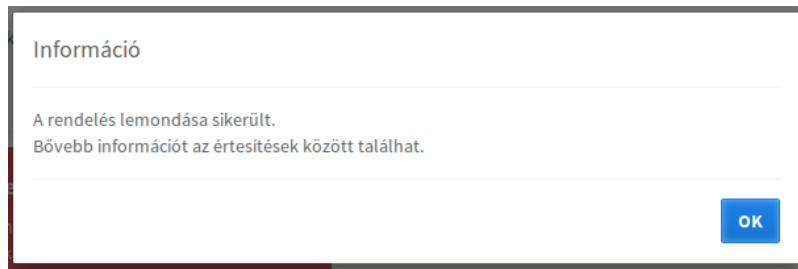 Információ
A rendelés lemondása sikerült.
Bővebb információt az értesítések között találhat.
OK